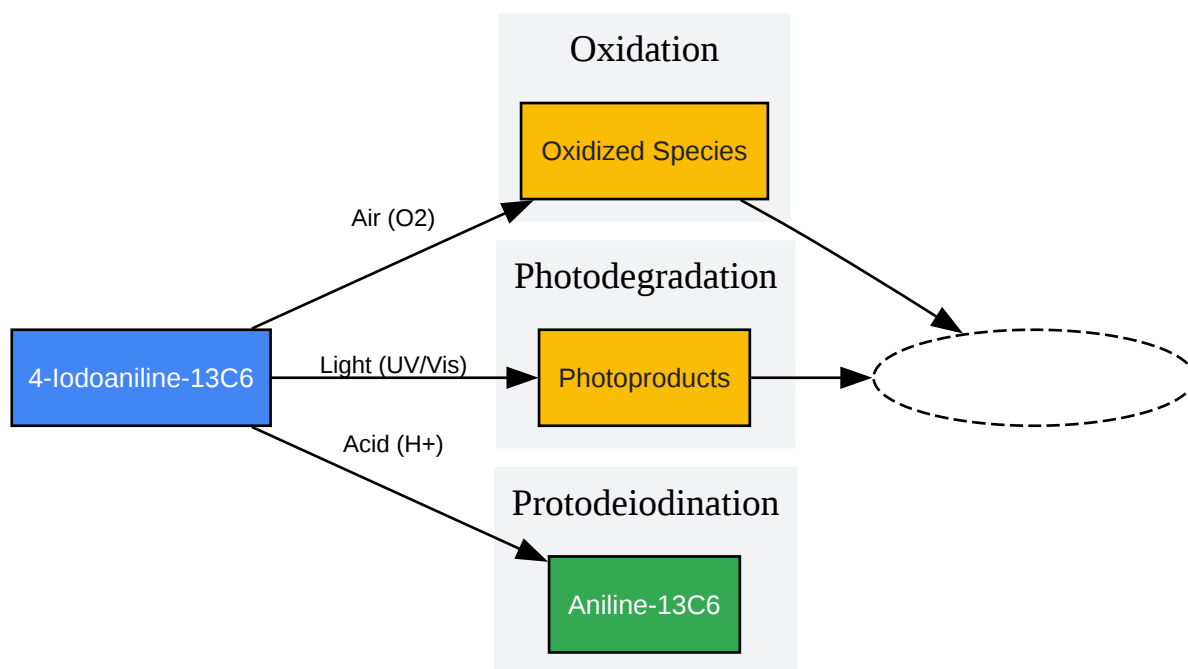 Oxidation
Oxidized Species
Air (O2)
Photodegradation
4-Iodoaniline-13C6
Light (UV/Vis)
Photoproducts
Acid (H+)
Protodeiodination
Aniline-13C6